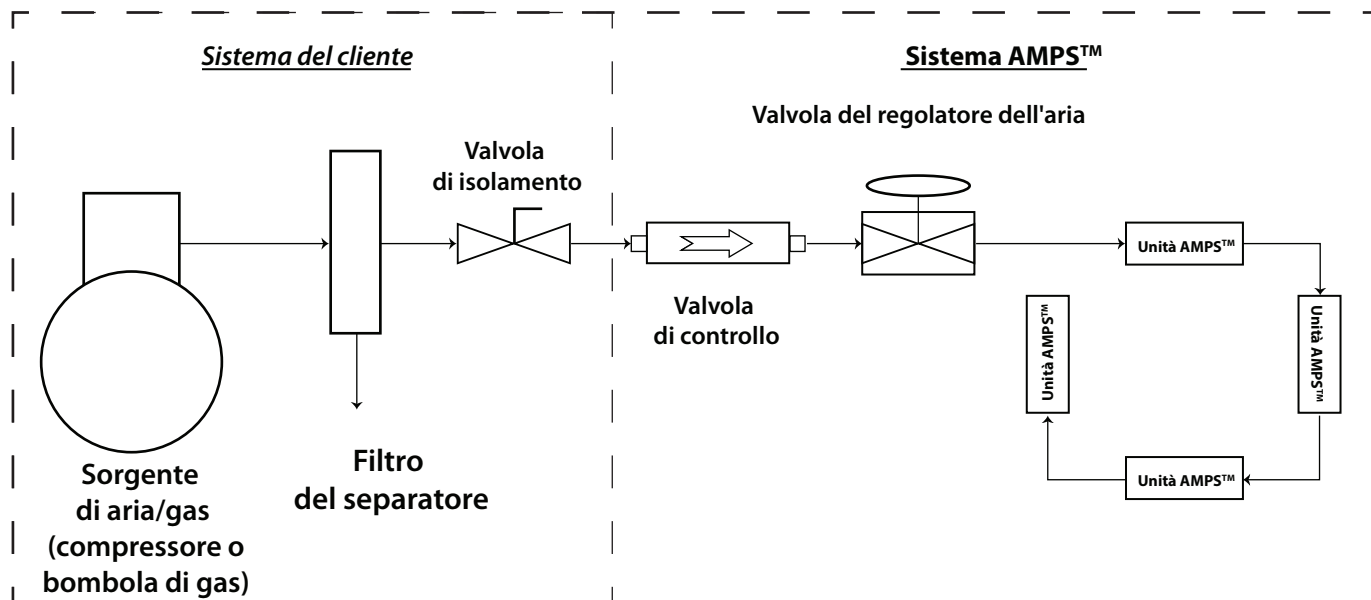 Sistema del cliente
Sistema AMPS™
Valvola del regolatore dell'aria
Valvola
di isolamento
Unità AMPS™
Unità AMPS™
Unità AMPS™
Unità AMPS™
Valvola
di controllo
Filtro
del separatore
Sorgente
di aria/gas
(compressore o
bombola di gas)